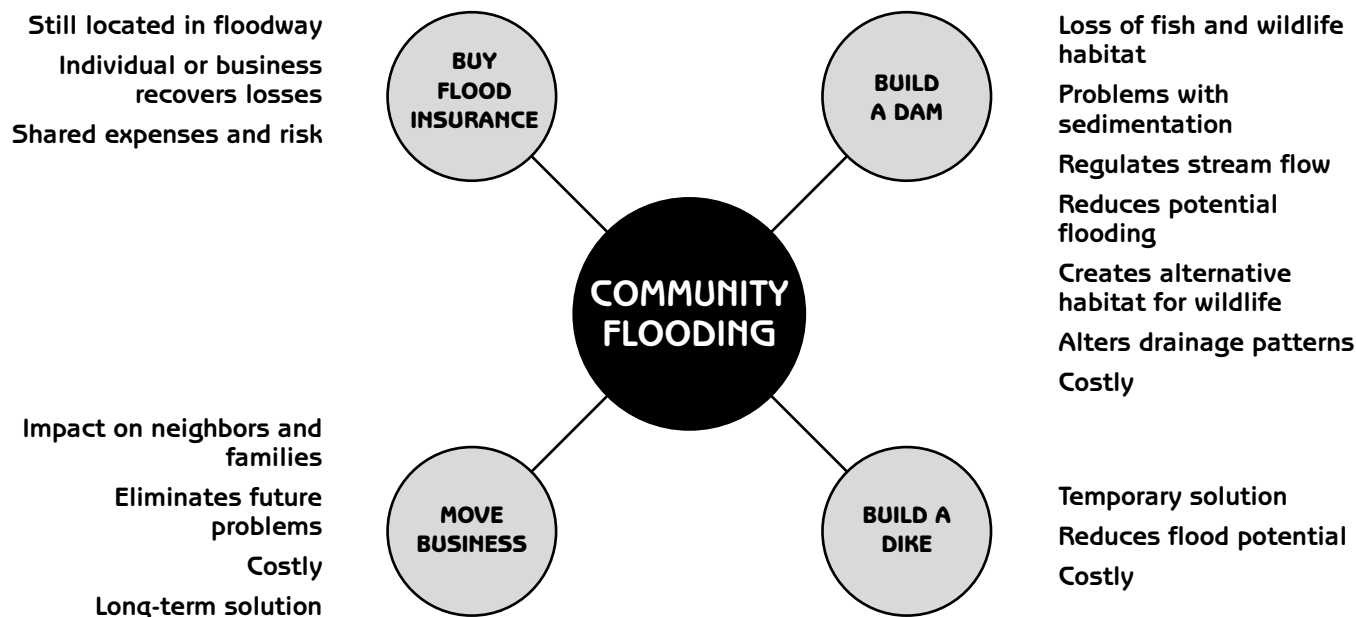 Still located in floodway
Individual or business
recovers losses
Shared expenses and risk
BUY
FLOOD
INSURANCE
BUILD
A DAM
Loss of fish and wildlife
habitat
Problems with
sedimentation
Regulates stream flow
Reduces potential
flooding
Creates alternative
habitat for wildlife
Alters drainage patterns
Costly
COMMUNITY
FLOODING
Impact on neighbors and
families
Eliminates future
problems
Costly
Long-term solution
MOVE
BUSINESS
BUILD A
DIKE
Temporary solution
Reduces flood potential
Costly